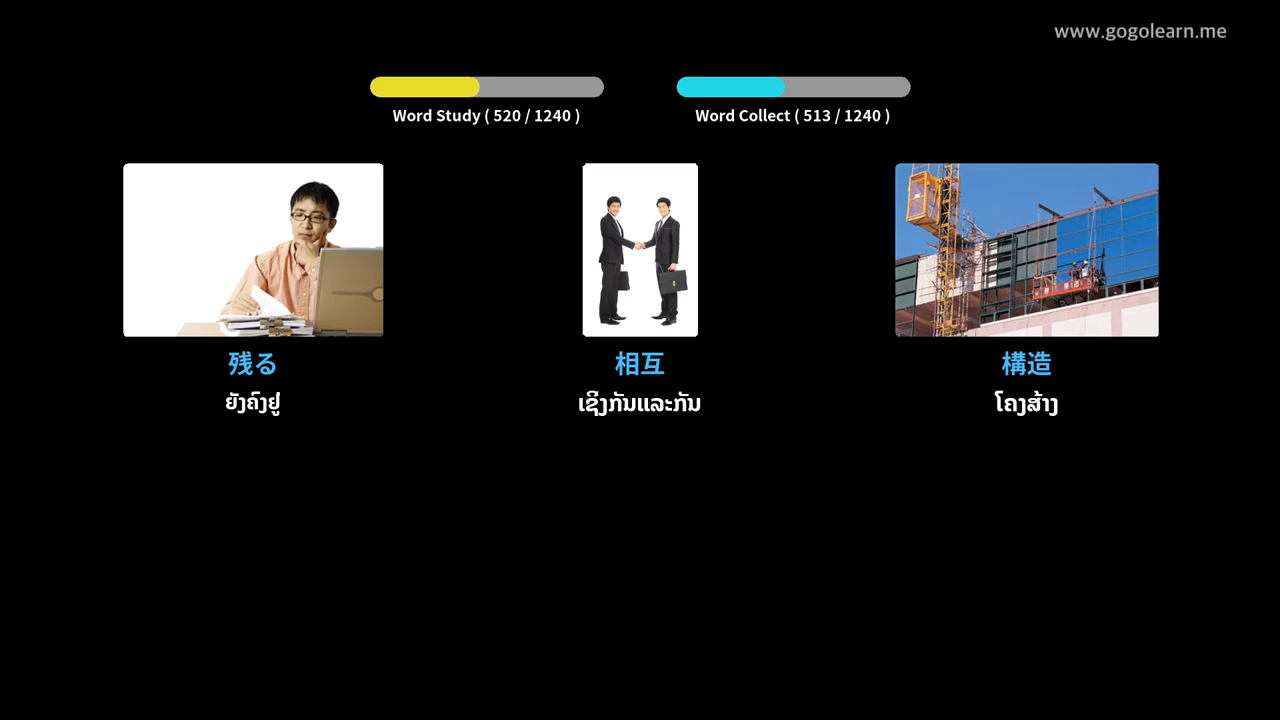 www.gogolearn.me
Word Study ( 520 / 1240 )
Word Collect ( 513 / 1240 )
残る
相互
構造
ຍັງຄົງຢູ່
ເຊິ່ງກັນແລະກັນ
ໂຄງສ້າງ